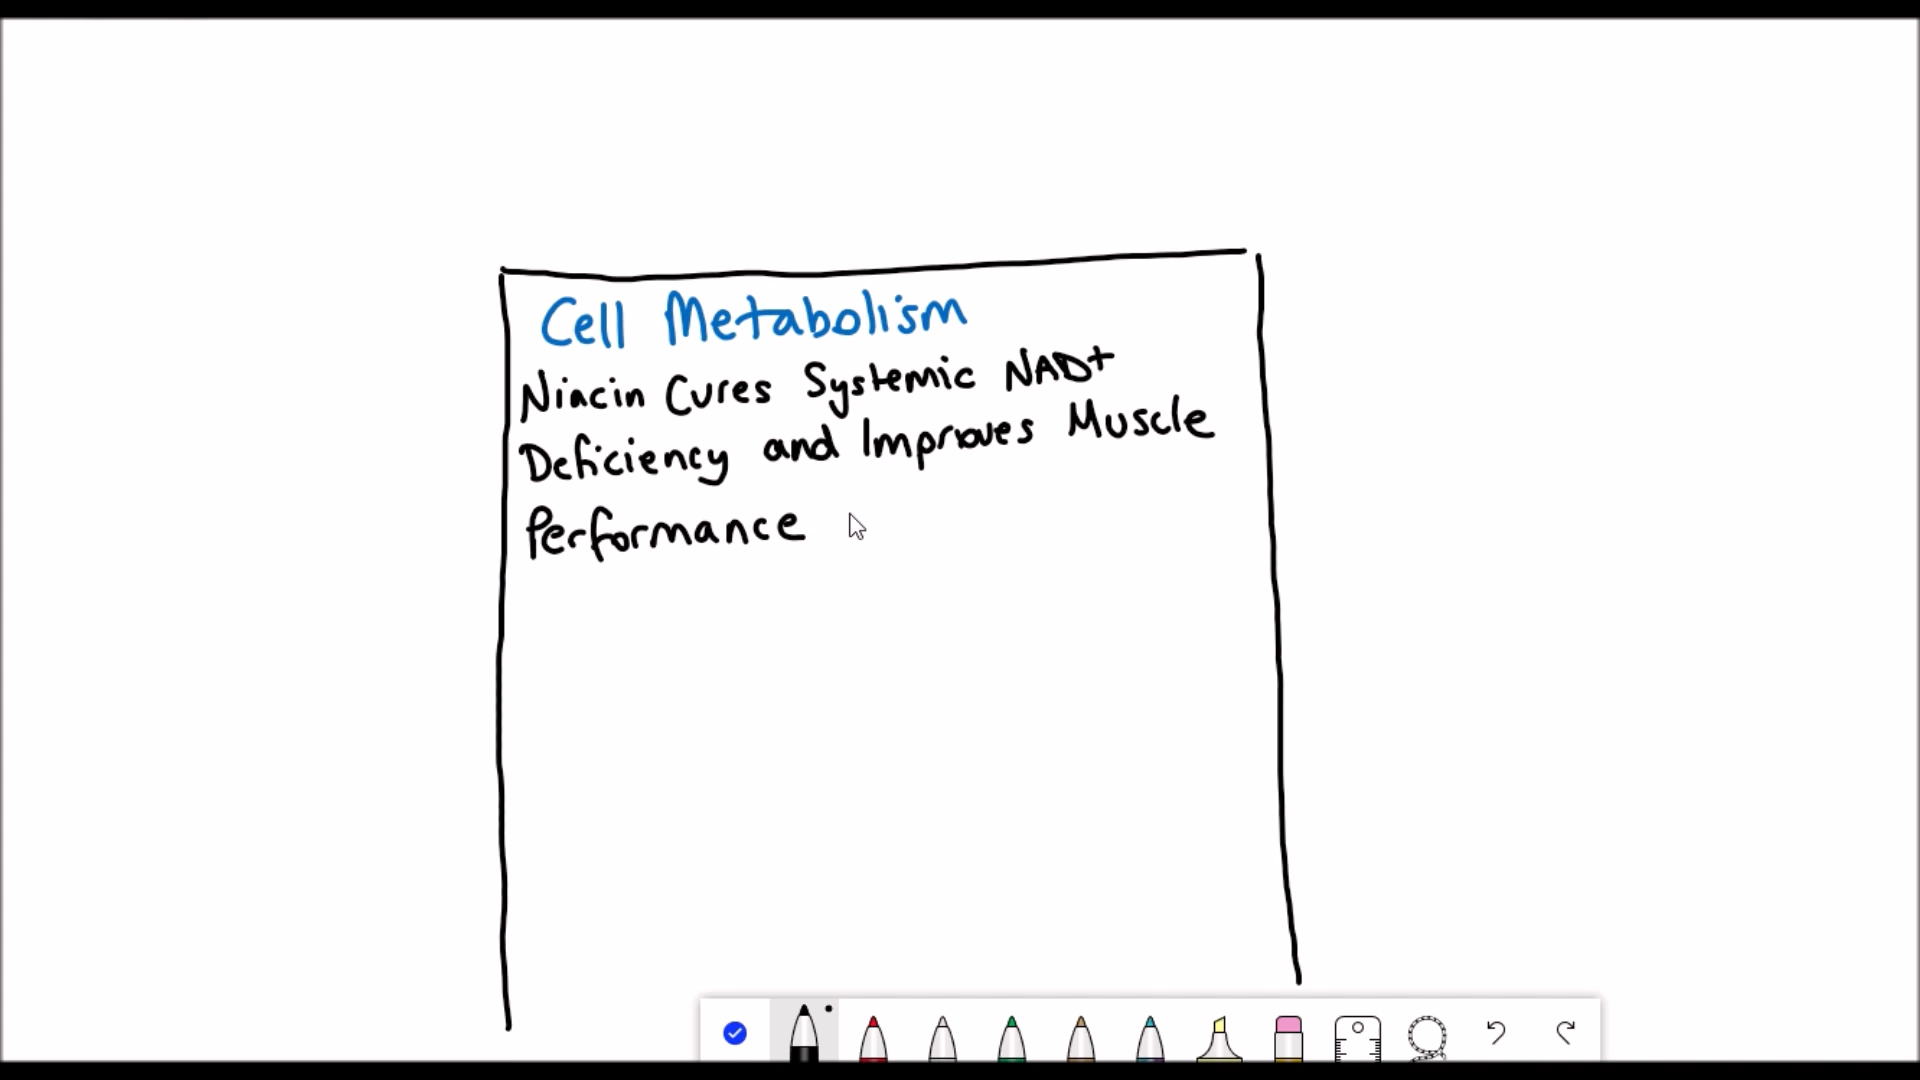 Cell Metabolism
Niacin Cures Systemic NAD+
Deficiency and Improves Muscle
Performance